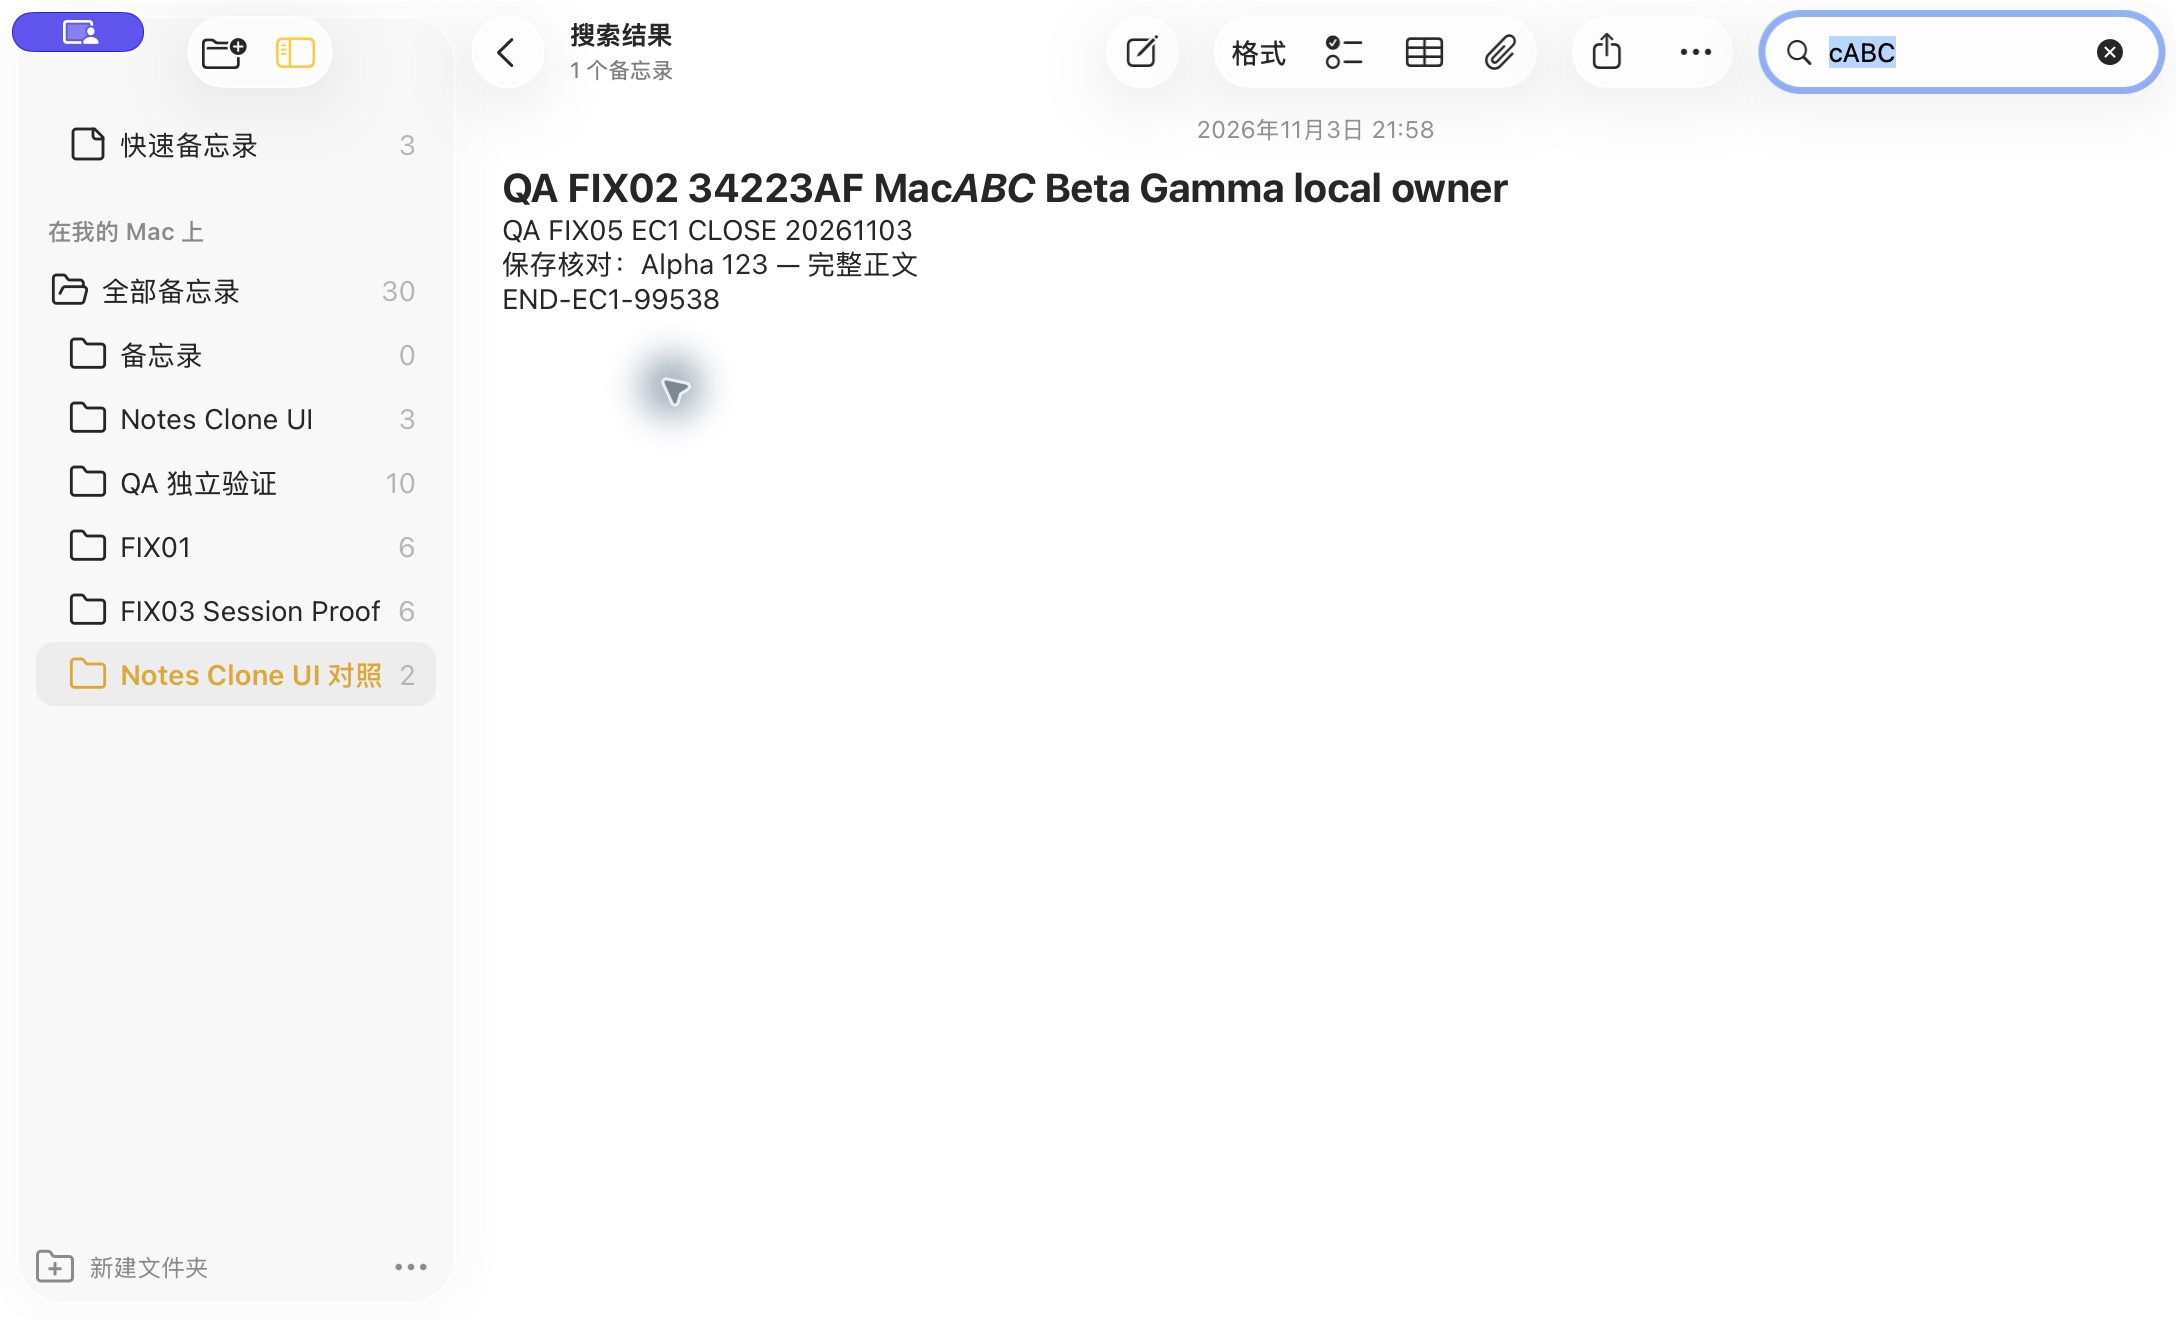 搜索结果
1 个备忘录
格式
cABC
快速备忘录 3
在我的 Mac 上
全部备忘录 30
备忘录 0
Notes Clone UI 3
QA 独立验证 10
FIX01 6
FIX03 Session Proof 6
Notes Clone UI 对照 2
新建文件夹
2026年11月3日 21:58
QA FIX02 34223AF MacABC Beta Gamma local owner
QA FIX05 EC1 CLOSE 20261103
保存核对：Alpha 123 — 完整正文
END-EC1-99538